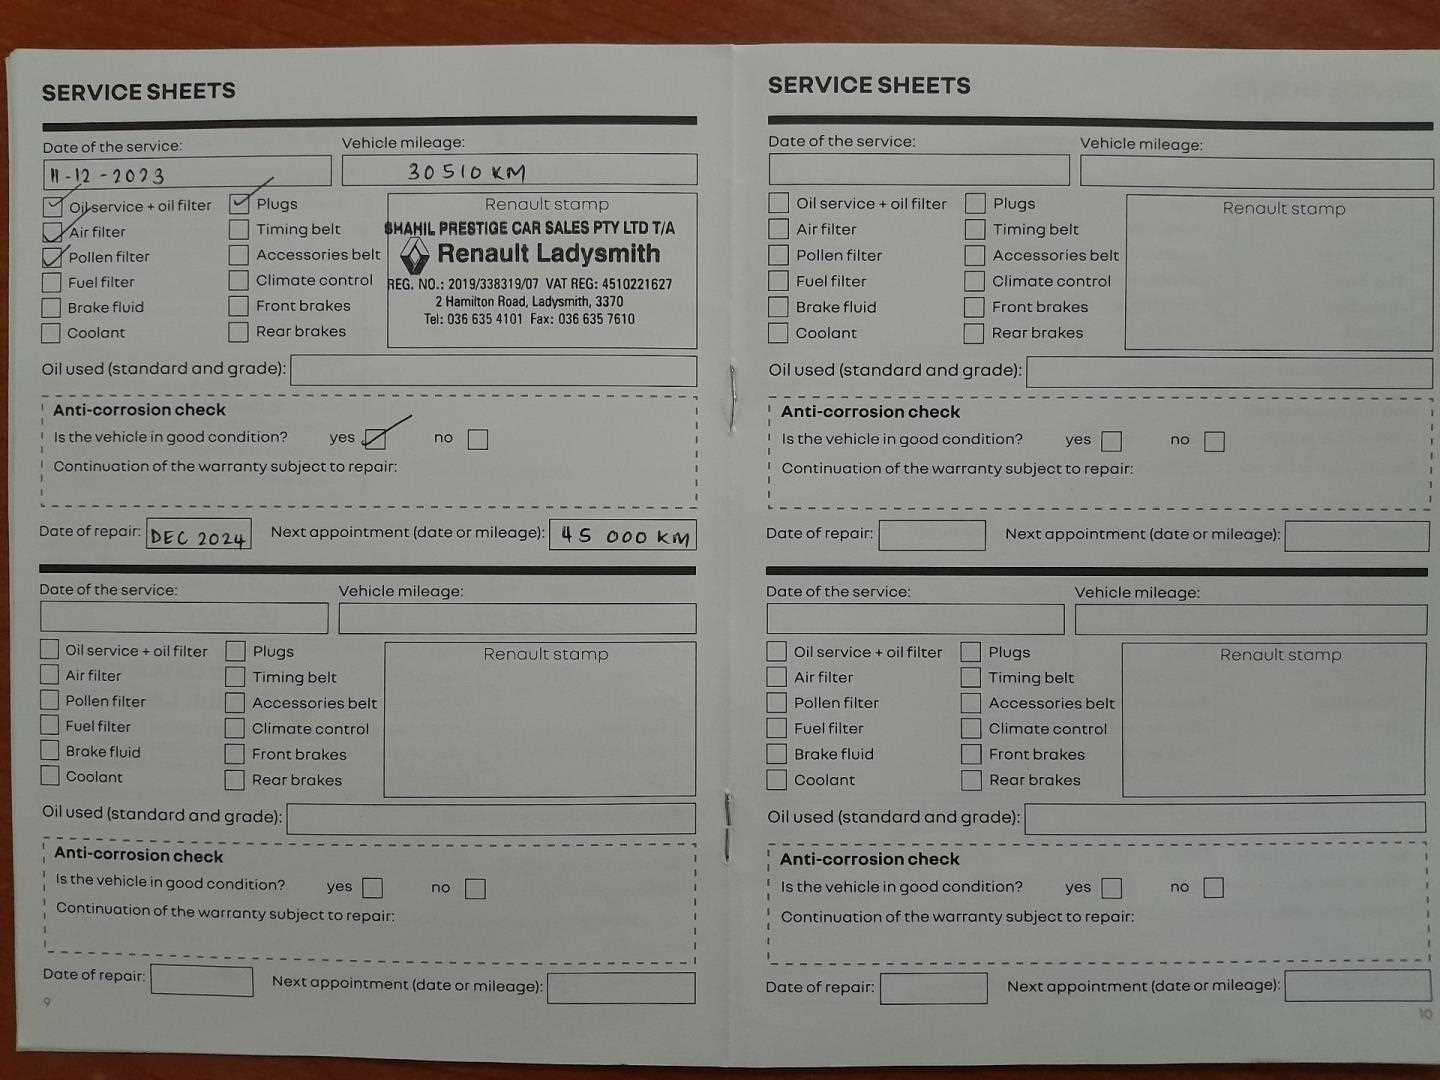 SERVICE SHEETS
Date of the service: Vehicle mileage:
11-12-2023 30510 KM
Oil service + oil filter Plugs
Air filter Timing belt
Pollen filter Accessories belt
Fuel filter Climate control
Brake fluid Front brakes
Coolant Rear brakes
Renault stamp
SHAHIL PRESTIGE CAR SALES PTY LTD T/A
Renault Ladysmith
REG. NO.: 2019/338319/07 VAT REG: 4510221627
2 Hamilton Road, Ladysmith, 3370
Tel: 036 635 4101 Fax: 036 635 7610
Oil used (standard and grade):
Anti-corrosion check
Is the vehicle in good condition? yes no
Continuation of the warranty subject to repair:
Date of repair: DEC 2024 Next appointment (date or mileage): 45 000 KM
Date of the service: Vehicle mileage:
Oil service + oil filter Plugs
Air filter Timing belt
Pollen filter Accessories belt
Fuel filter Climate control
Brake fluid Front brakes
Coolant Rear brakes
Renault stamp
Oil used (standard and grade):
Anti-corrosion check
Is the vehicle in good condition? yes no
Continuation of the warranty subject to repair:
Date of repair: Next appointment (date or mileage):
9
SERVICE SHEETS
Date of the service: Vehicle mileage:
Oil service + oil filter Plugs
Air filter Timing belt
Pollen filter Accessories belt
Fuel filter Climate control
Brake fluid Front brakes
Coolant Rear brakes
Renault stamp
Oil used (standard and grade):
Anti-corrosion check
Is the vehicle in good condition? yes no
Continuation of the warranty subject to repair:
Date of repair: Next appointment (date or mileage):
Date of the service: Vehicle mileage:
Oil service + oil filter Plugs
Air filter Timing belt
Pollen filter Accessories belt
Fuel filter Climate control
Brake fluid Front brakes
Coolant Rear brakes
Renault stamp
Oil used (standard and grade):
Anti-corrosion check
Is the vehicle in good condition? yes no
Continuation of the warranty subject to repair:
Date of repair: Next appointment (date or mileage):
10